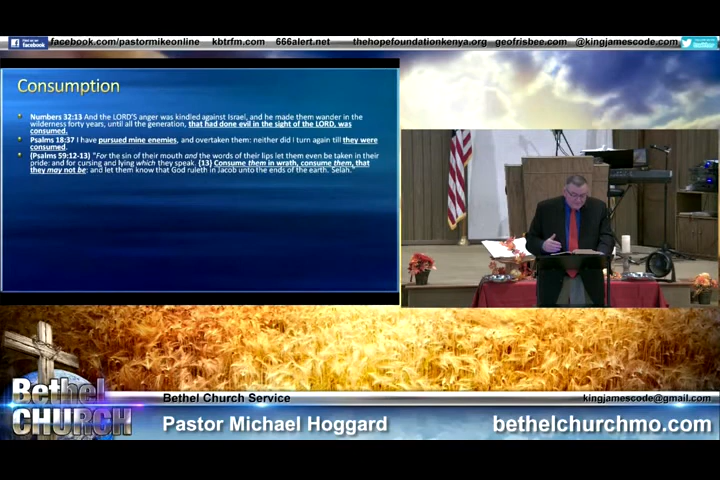 facebook.com/pastormikeonline kbtrfm.com 666alert.net thehopefoundationkenya.org geofrisbee.com @kingjamescode.com
Consumption
Numbers 32:13 And the LORD'S anger was kindled against Israel, and he made them wander in the
wilderness forty years, until all the generation, that had done evil in the sight of the LORD, was
consumed.
Psalms 18:37 I have pursued mine enemies, and overtaken them: neither did I turn again till they were
consumed.
(Psalms 59:12-13) "For the sin of their mouth and the words of their lips let them even be taken in their
pride: and for cursing and lying which they speak. {13} Consume them in wrath, consume them, that
they may not be: and let them know that God ruleth in Jacob unto the ends of the earth. Selah."
Bethel
CHURCH
Bethel Church Service
kingjamescode@gmail.com
Pastor Michael Hoggard
bethelchurchmo.com